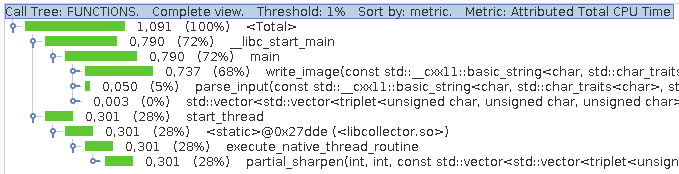 Call Tree: FUNCTIONS. Complete view. Threshold: 1% Sort by: metric. Metric: Attributed Total CPU Time
1,091 (100%) <Total>
0,790 (72%) __libc_start_main
0,790 (72%) main
0,737 (68%) write_image(const std::__cxx11::basic_string<char, std::char_traits
0,050 (5%) parse_input(const std::__cxx11::basic_string<char, std::char_traits<char>, st
0,003 (0%) std::vector<std::vector<triplet<unsigned char, unsigned char, unsigned char>
0,301 (28%) start_thread
0,301 (28%) <static>@0x27dde (<libcollector.so>)
0,301 (28%) execute_native_thread_routine
0,301 (28%) partial_sharpen(int, int, const std::vector<std::vector<triplet<unsign